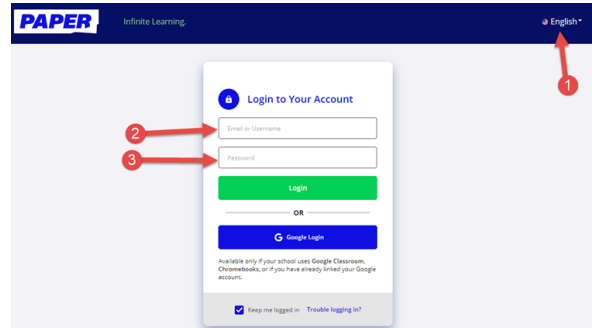 PAPER
Infinite Learning.
English
1
Login to Your Account
2
Email or Username
3
Password
Login
OR
G Google Login
Available only if your school uses Google Classroom,
Chromebooks, or if you have already linked your Google
account.
Keep me logged in Trouble logging in?